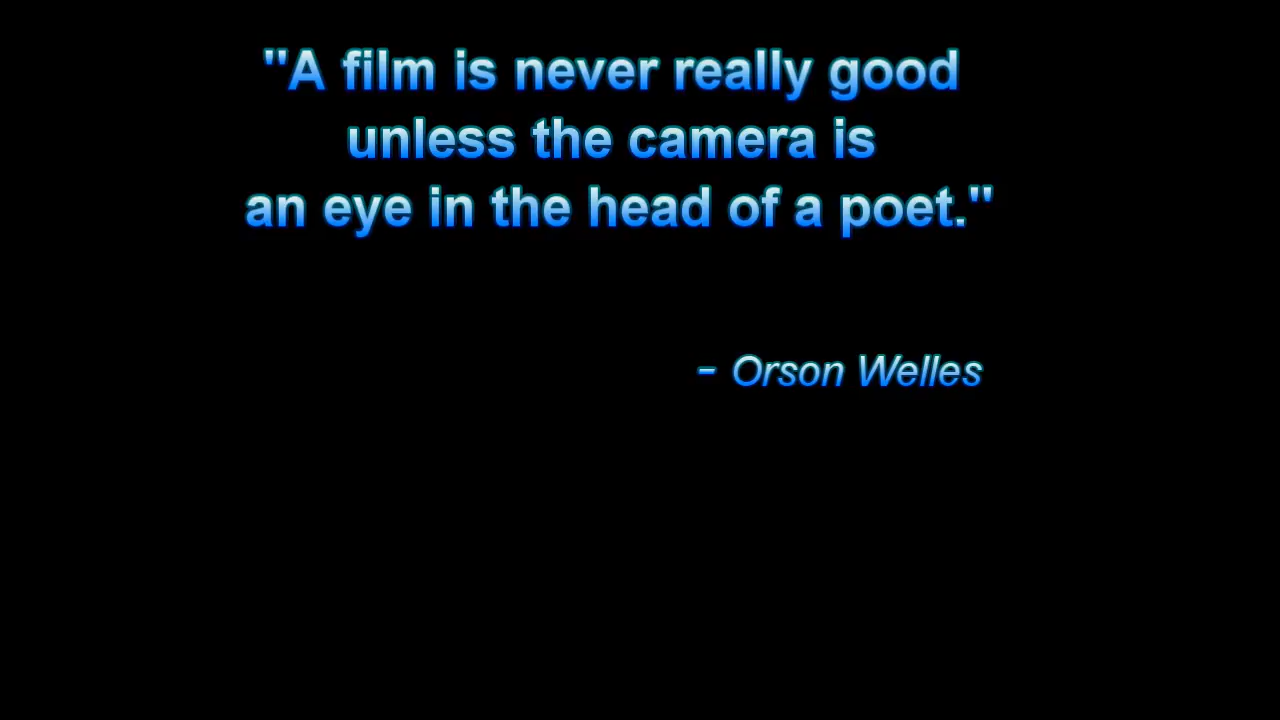 "A film is never really good
unless the camera is
an eye in the head of a poet."
- Orson Welles